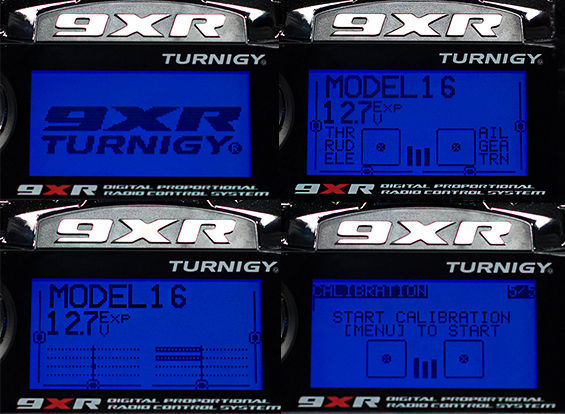 9XR
TURNIGY
9XR
TURNIGY®
9XR DIGITAL PROPORTIONAL
RADIO CONTROL SYSTEM
9XR
TURNIGY
MODEL16
12.7 Exp
V
THR
RUD
ELE
AIL
GEA
TRN
9XR DIGITAL PROPORTIONAL
RADIO CONTROL SYSTEM
9XR
TURNIGY
MODEL16
12.7 Exp
V
9XR DIGITAL PROPORTIONAL
RADIO CONTROL SYSTEM
9XR
TURNIGY
CALIBRATION
START CALIBRATION
[MENU] TO START
9XR DIGITAL PROPORTIONAL
RADIO CONTROL SYSTEM